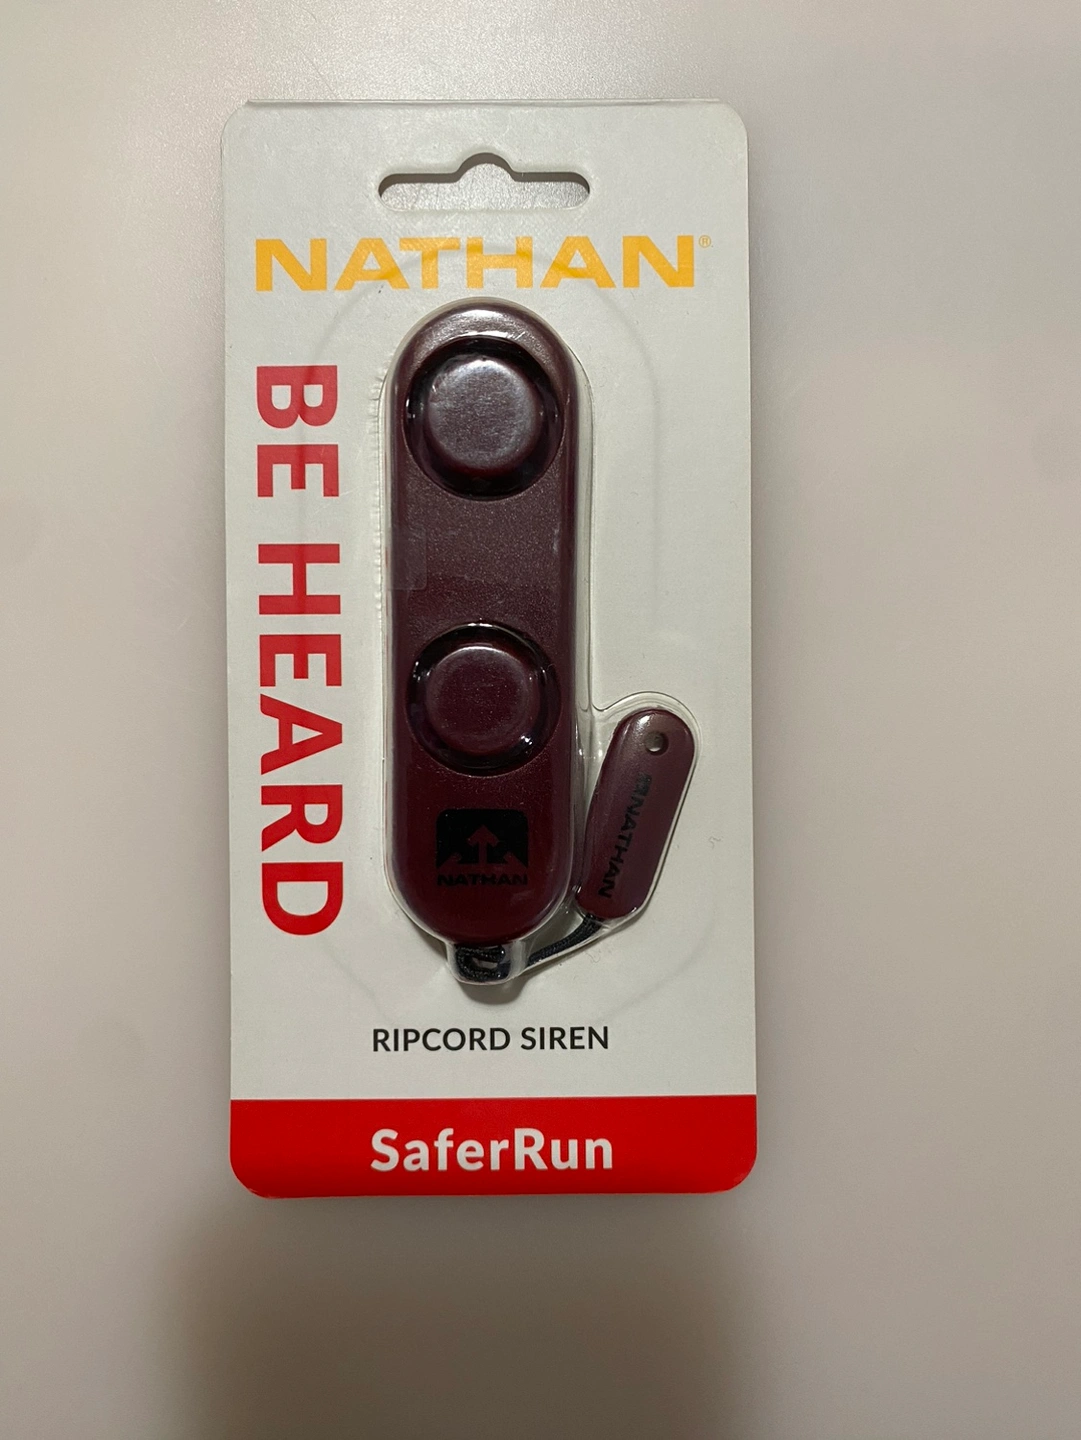 NATHAN®
BE HEARD
NATHAN
NATHAN
RIPCORD SIREN
SaferRun